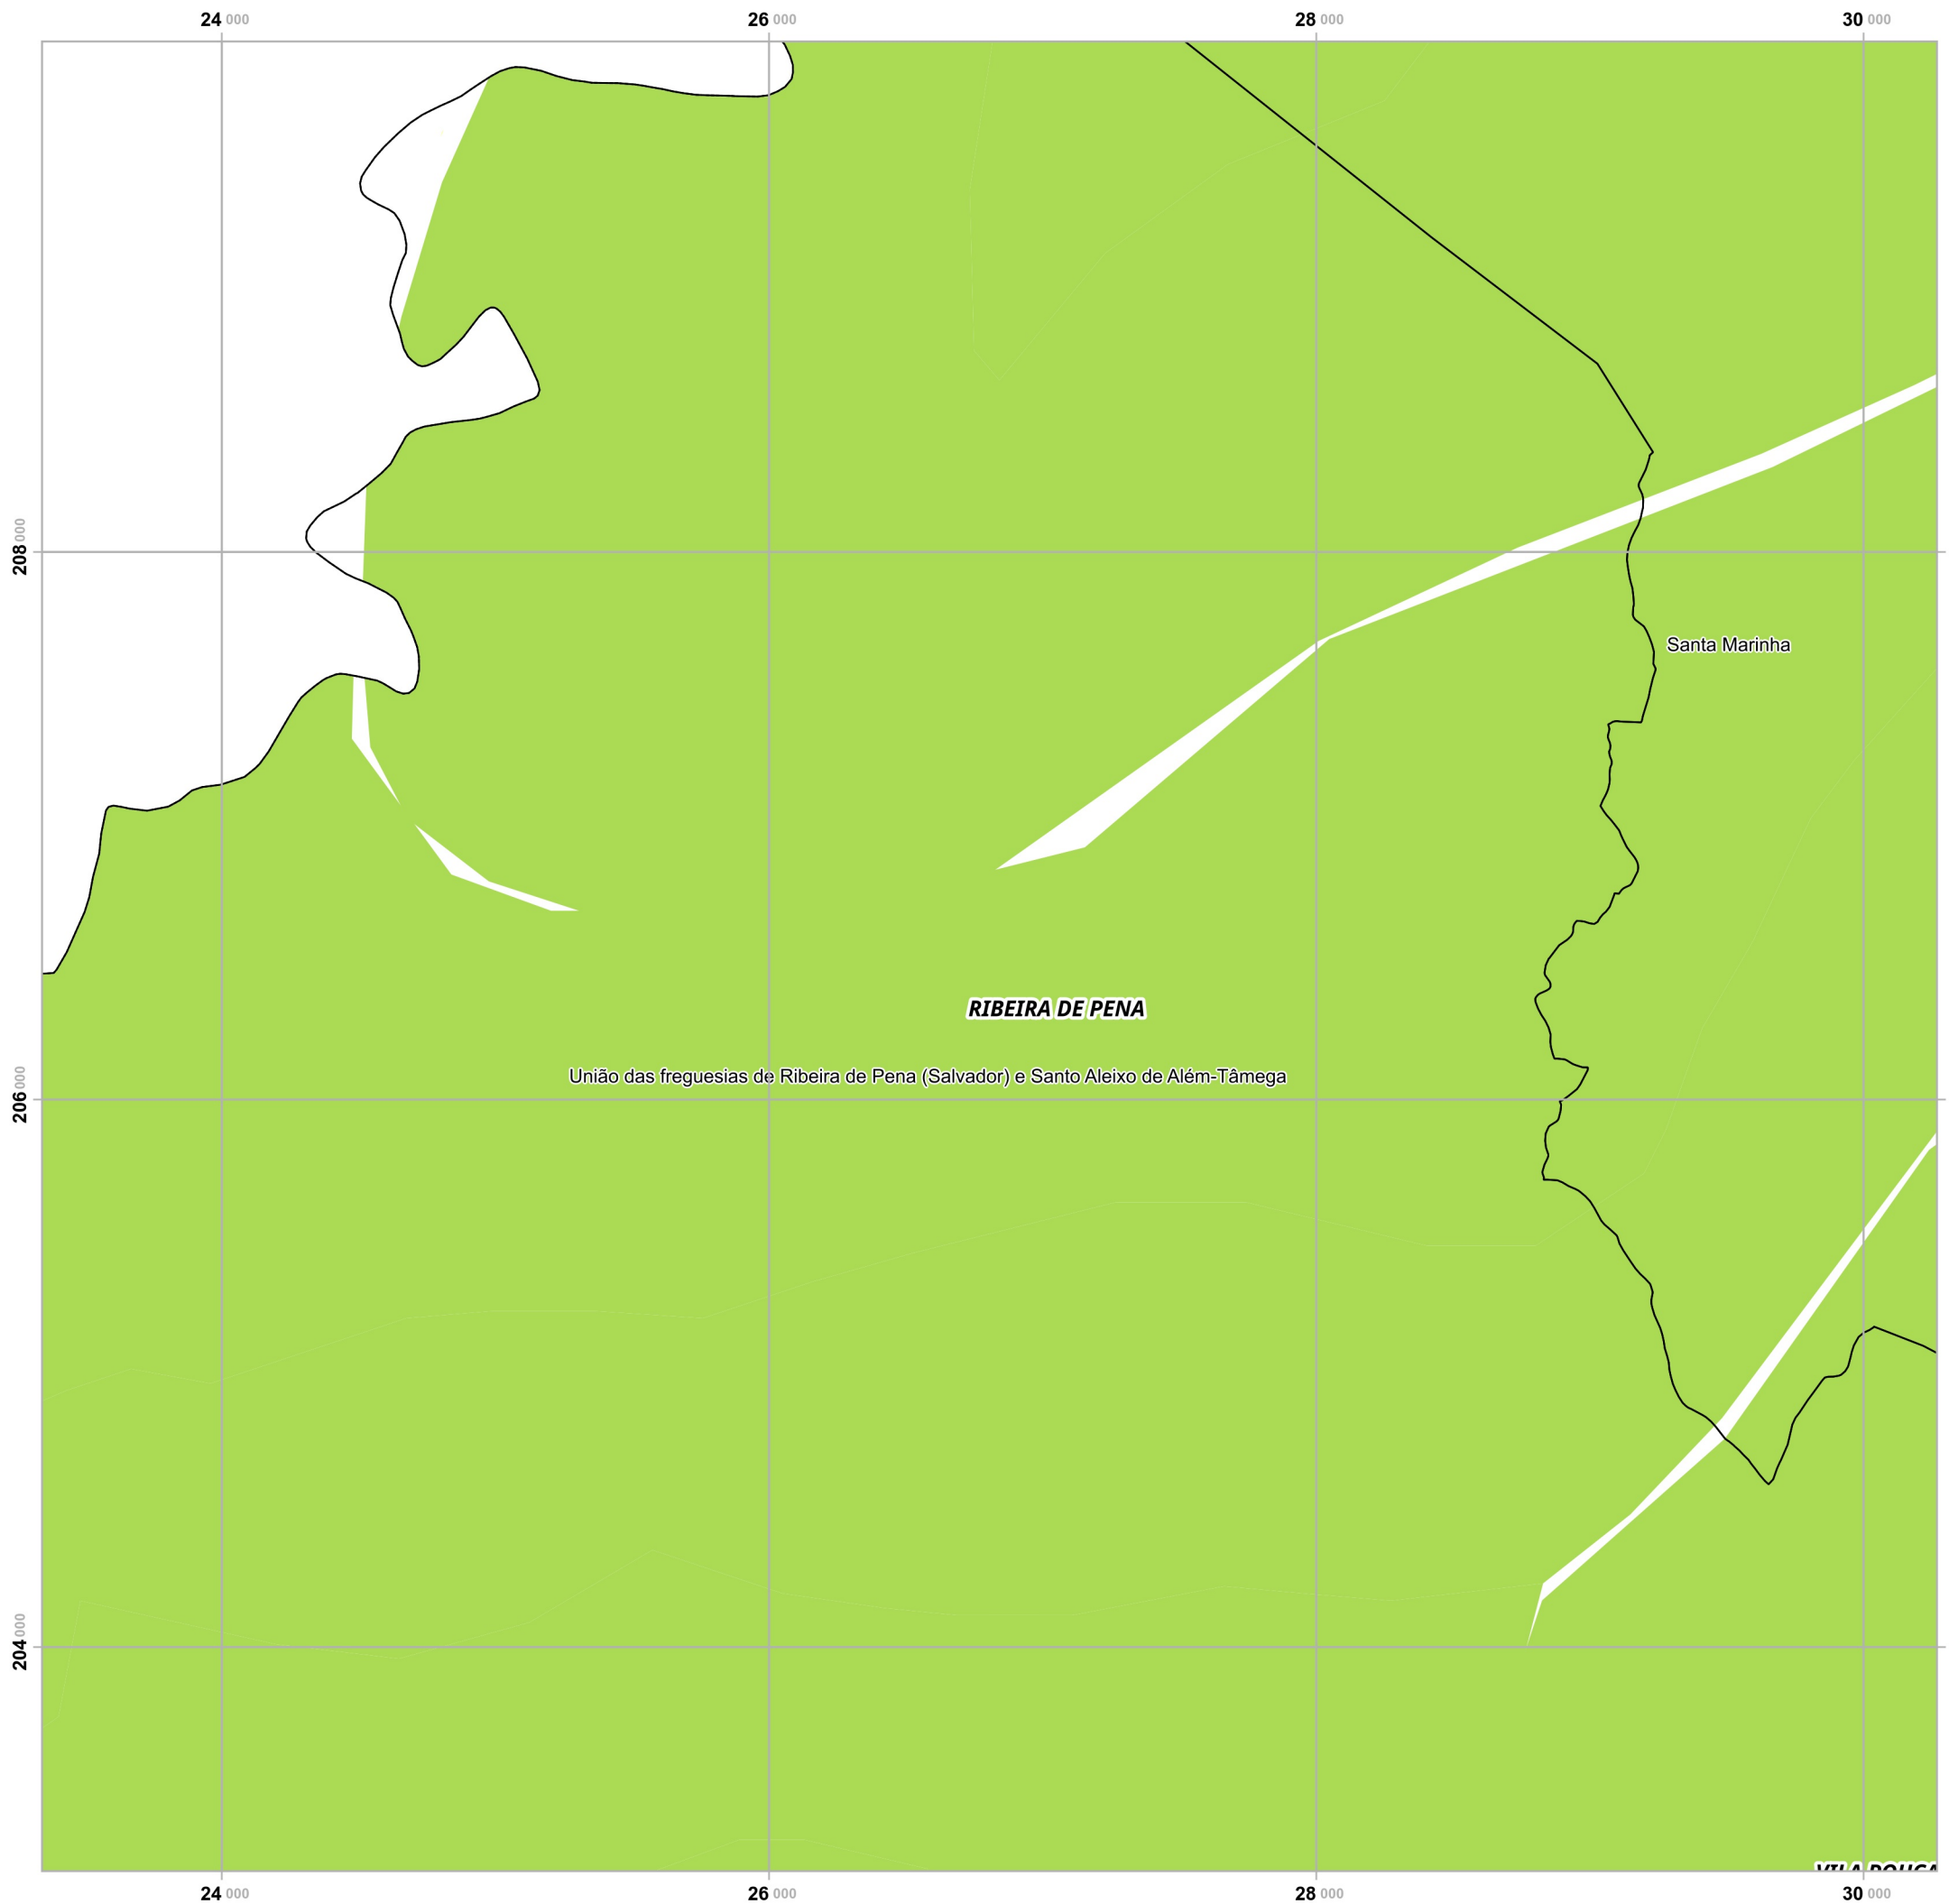 24 000 26 000 28 000 30 000
208 000
Santa Marinha
RIBEIRA DE PENA
União das freguesias de Ribeira de Pena (Salvador) e Santo Aleixo de Além-Tâmega
206 000
204 000
VILA POUCA
24 000 26 000 28 000 30 000